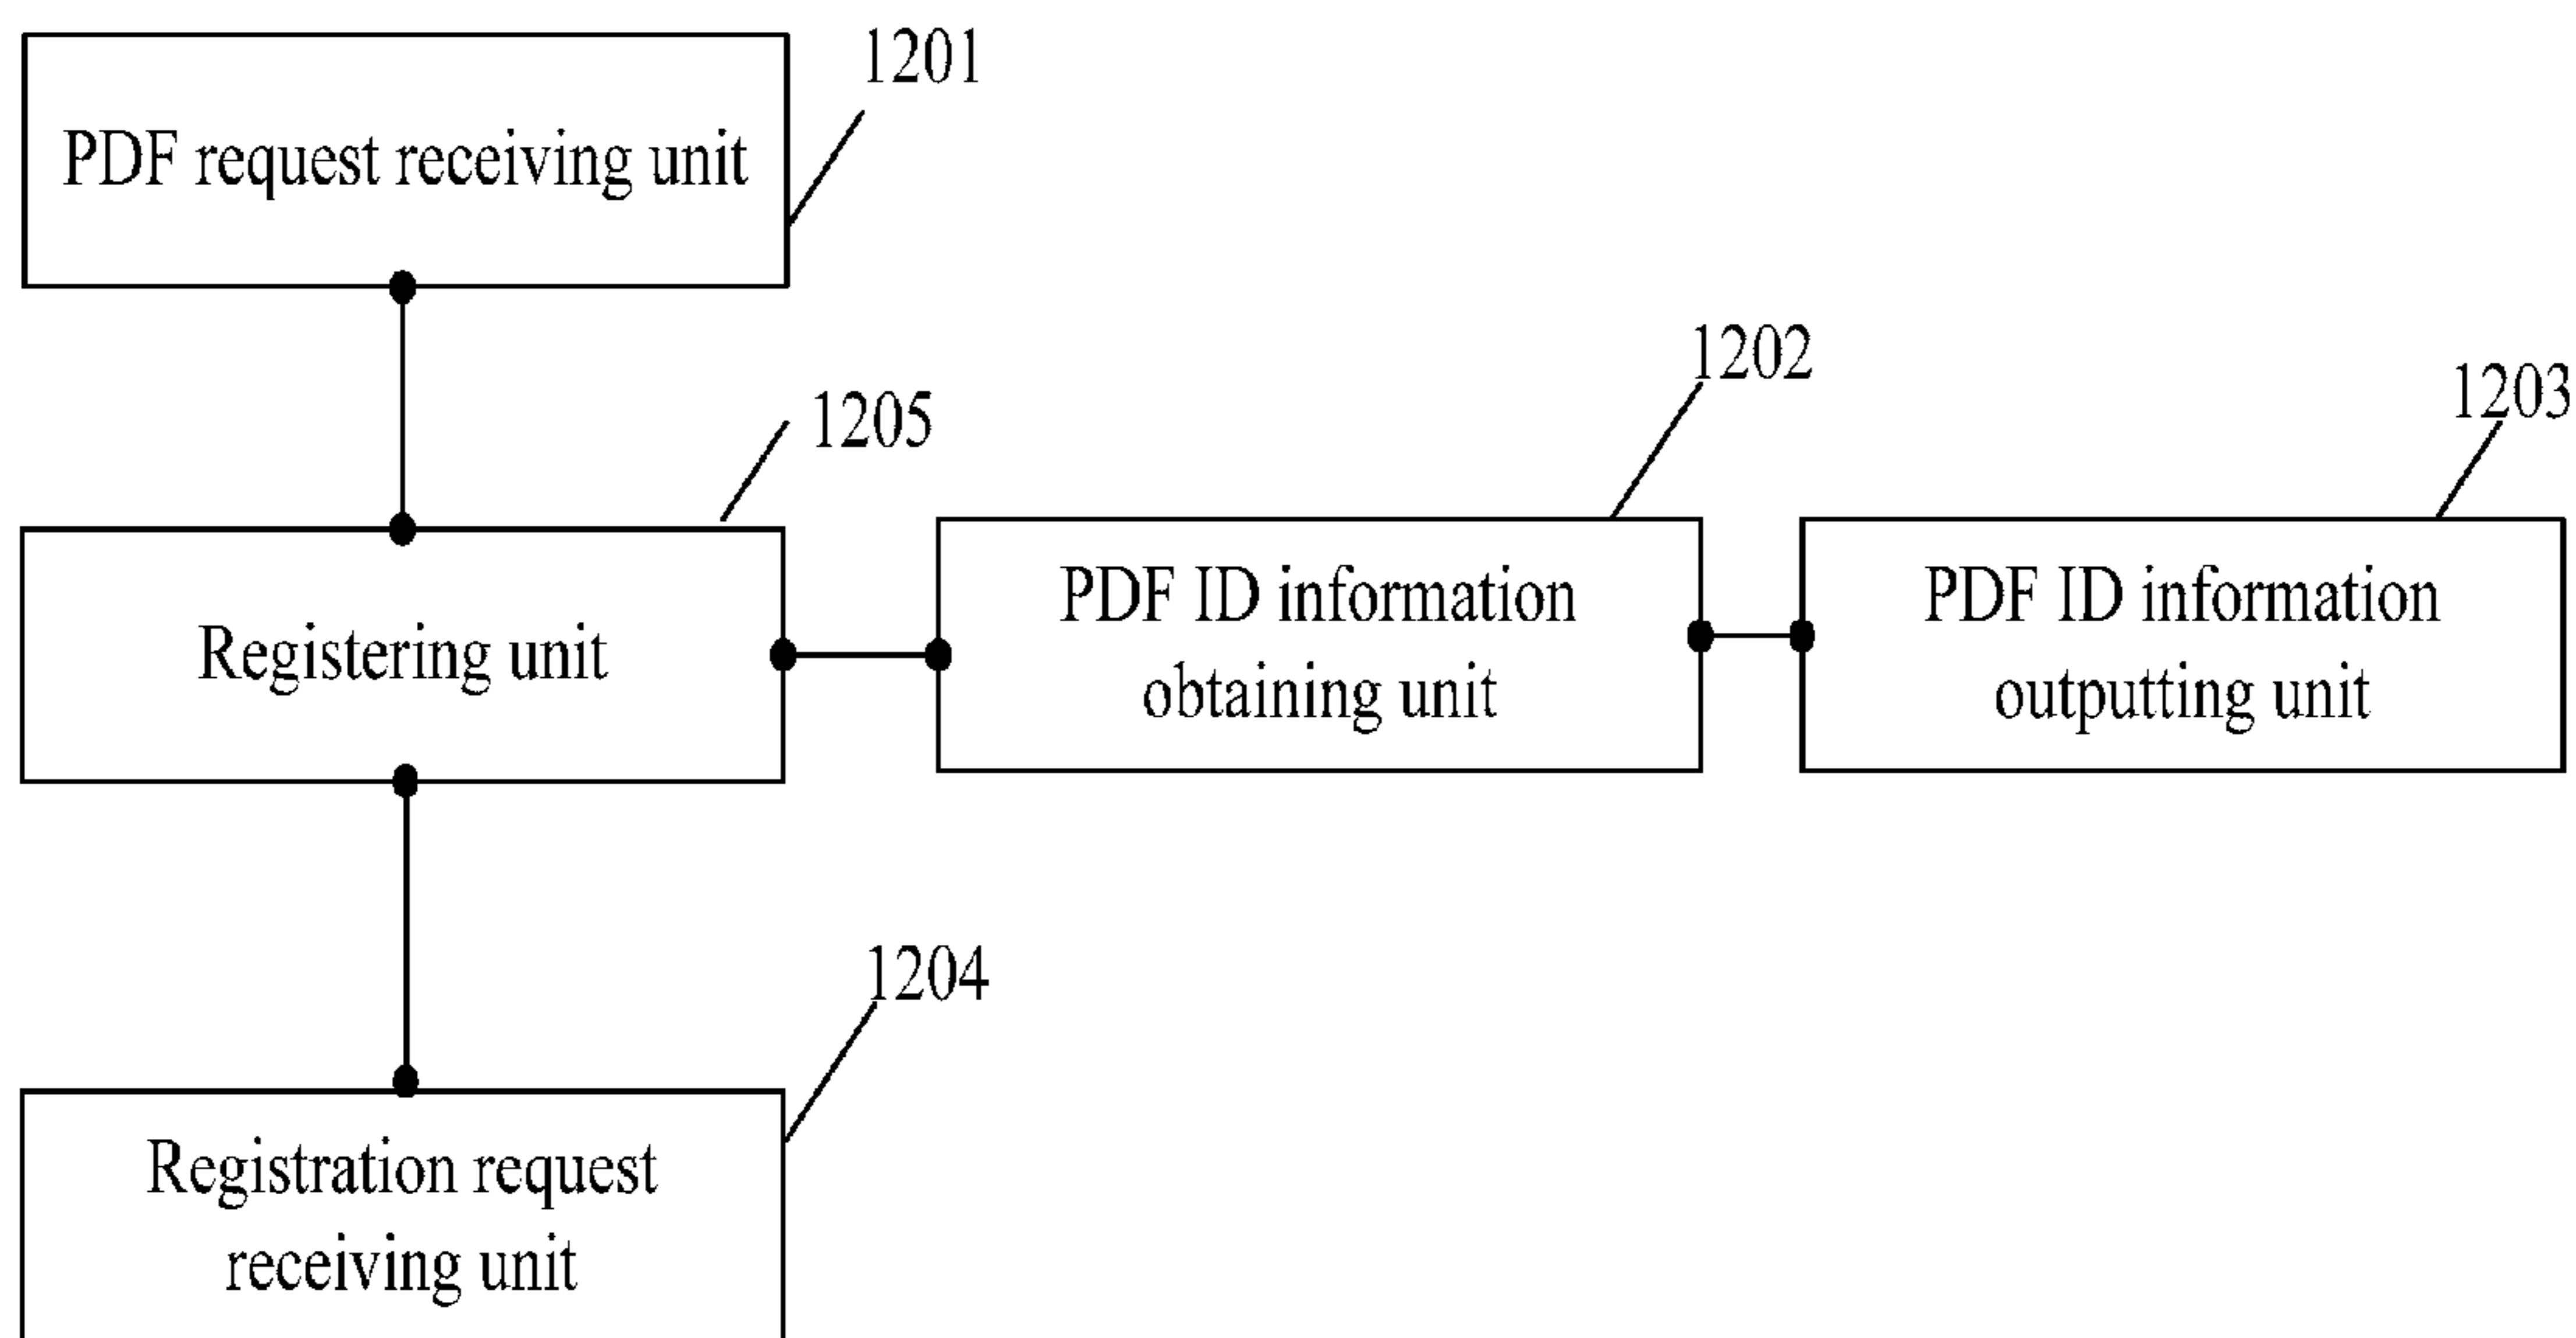 1201
PDF request receiving unit
1205
1202
1203
Registering unit
PDF ID information
obtaining unit
PDF ID information
outputting unit
1204
Registration request
receiving unit